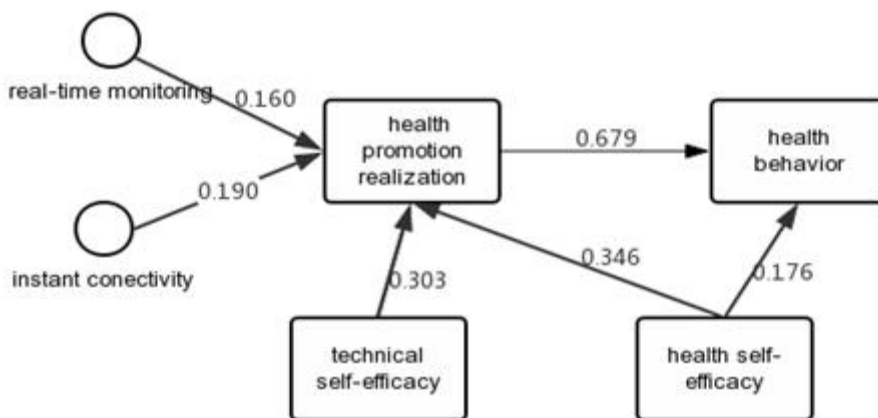 real-time monitoring
0.160
health
promotion
realization
0.679
health
behavior
0.190
instant conectivity
0.303
0.346
0.176
technical
self-efficacy
health self-
efficacy